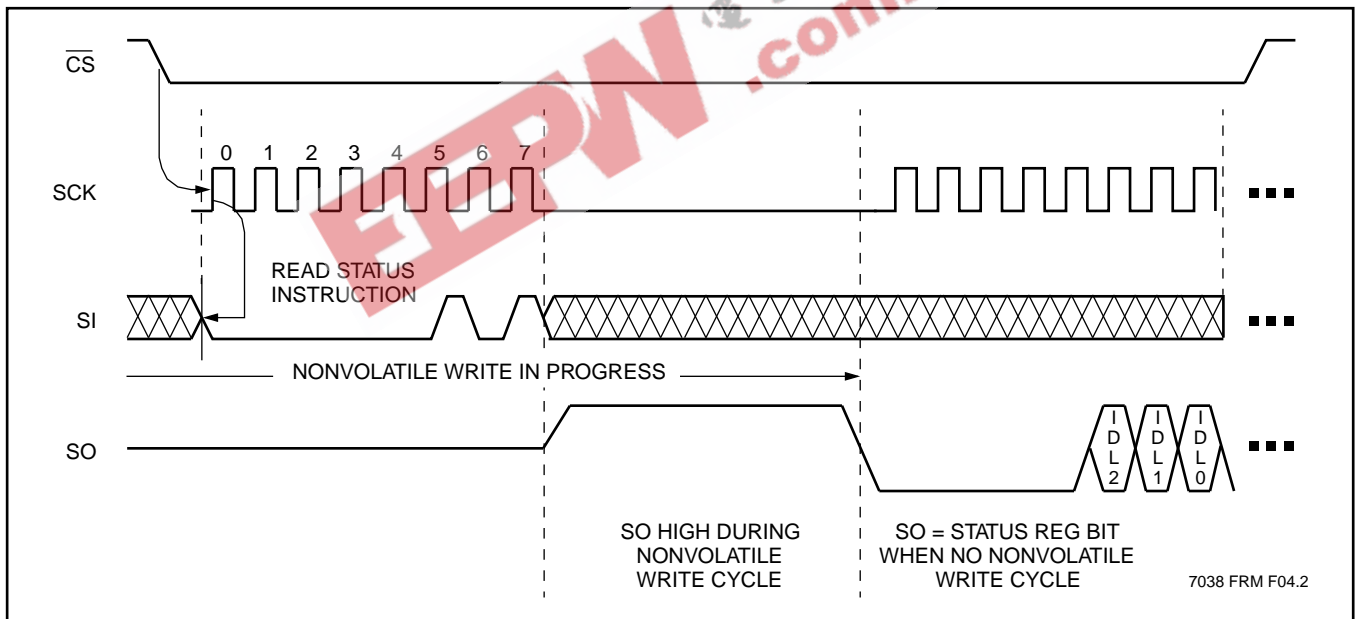 CS
0 1 2 3 4 5 6 7
SCK
READ STATUS
INSTRUCTION
SI
NONVOLATILE WRITE IN PROGRESS
SO
I
D
L
2
I
D
L
1
I
D
L
0
SO HIGH DURING
NONVOLATILE
WRITE CYCLE
SO = STATUS REG BIT
WHEN NO NONVOLATILE
WRITE CYCLE
7038 FRM F04.2
EEPW
.com